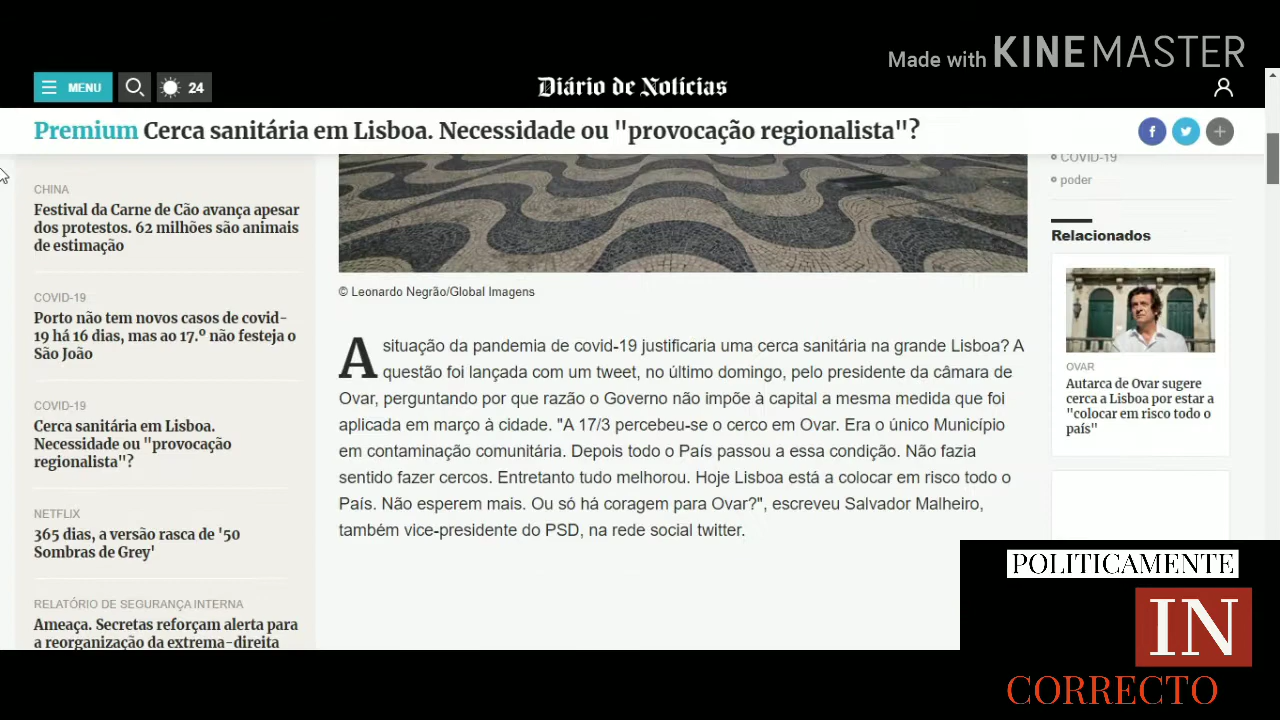 Made with KINEMASTER
MENU
24
Diário de Notícias
Premium Cerca sanitária em Lisboa. Necessidade ou "provocação regionalista"?
CHINA
Festival da Carne de Cão avança apesar
dos protestos. 62 milhões são animais
de estimação
COVID-19
Porto não tem novos casos de covid-
19 há 16 dias, mas ao 17.º não festeja o
São João
COVID-19
Cerca sanitária em Lisboa.
Necessidade ou "provocação
regionalista"?
NETFLIX
365 dias, a versão rasca de '50
Sombras de Grey'
RELATÓRIO DE SEGURANÇA INTERNA
Ameaça. Secretas reforçam alerta para
a reorganização da extrema-direita
© Leonardo Negrão/Global Imagens
A situação da pandemia de covid-19 justificaria uma cerca sanitária na grande Lisboa? A
questão foi lançada com um tweet, no último domingo, pelo presidente da câmara de
Ovar, perguntando por que razão o Governo não impõe à capital a mesma medida que foi
aplicada em março à cidade. "A 17/3 percebeu-se o cerco em Ovar. Era o único Município
em contaminação comunitária. Depois todo o País passou a essa condição. Não fazia
sentido fazer cercos. Entretanto tudo melhorou. Hoje Lisboa está a colocar em risco todo o
País. Não esperem mais. Ou só há coragem para Ovar?", escreveu Salvador Malheiro,
também vice-presidente do PSD, na rede social twitter.
COVID-19
poder
Relacionados
OVAR
Autarca de Ovar sugere
cerca a Lisboa por estar a
"colocar em risco todo o
país"
POLITICAMENTE
IN
CORRECTO